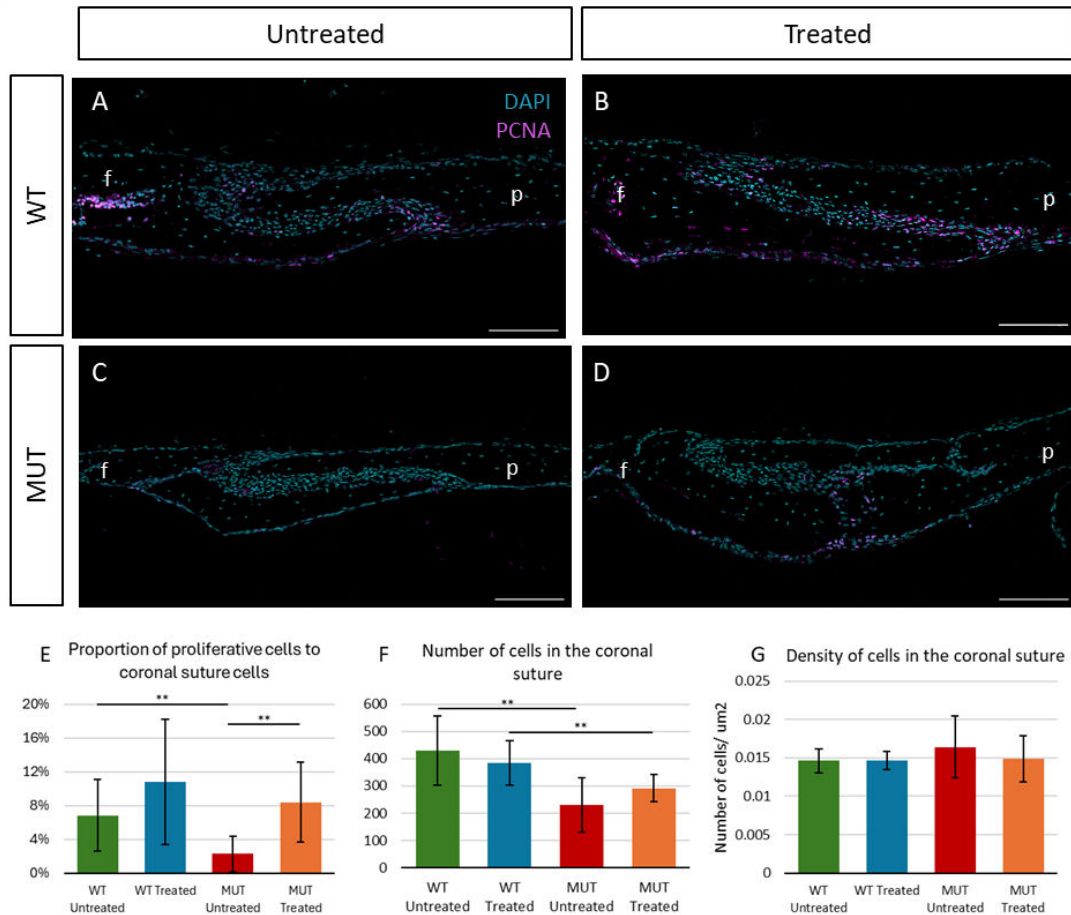 Untreated
Treated
WT
A
DAPI
PCNA
f
p
B
f
p
MUT
C
f
p
D
f
p
E Proportion of proliferative cells to
coronal suture cells
20%
16%
12%
8%
4%
0%
**
**
WT
Untreated
WT Treated
MUT
Untreated
MUT
Treated
F Number of cells in the coronal
suture
600
500
400
300
200
100
0
**
**
WT
Untreated
WT
Treated
MUT
Untreated
MUT
Treated
G Density of cells in the coronal suture
Number of cells/ um2
0.025
0.02
0.015
0.01
0.005
0
WT
Untreated
WT Treated
MUT
Untreated
MUT
Treated